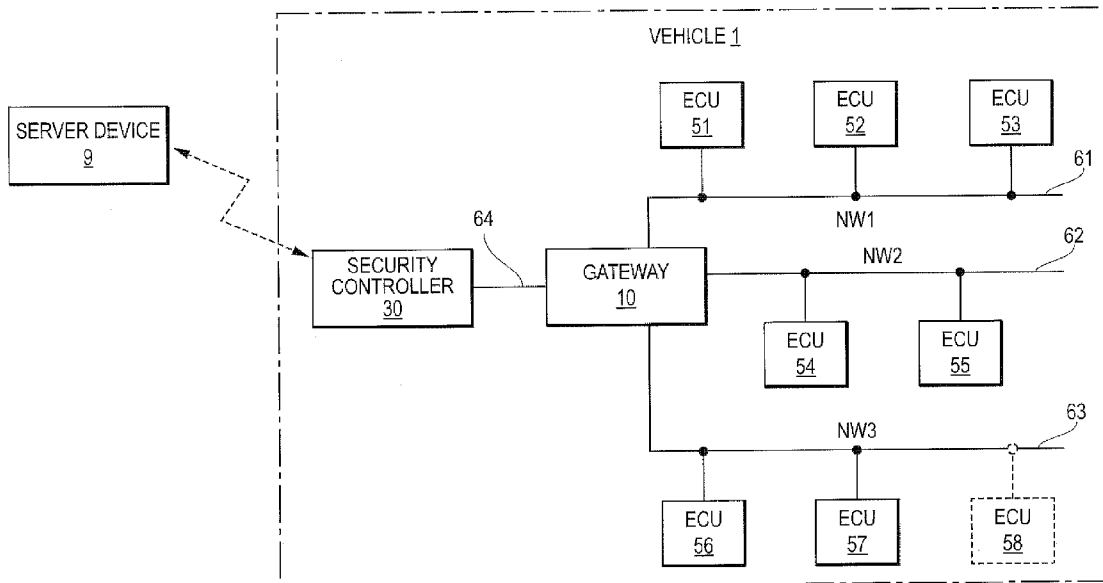 VEHICLE 1
SERVER DEVICE
9
ECU
51
ECU
52
ECU
53
61
NW1
64
SECURITY
CONTROLLER
30
GATEWAY
10
NW2
62
ECU
54
ECU
55
NW3
63
ECU
56
ECU
57
ECU
58